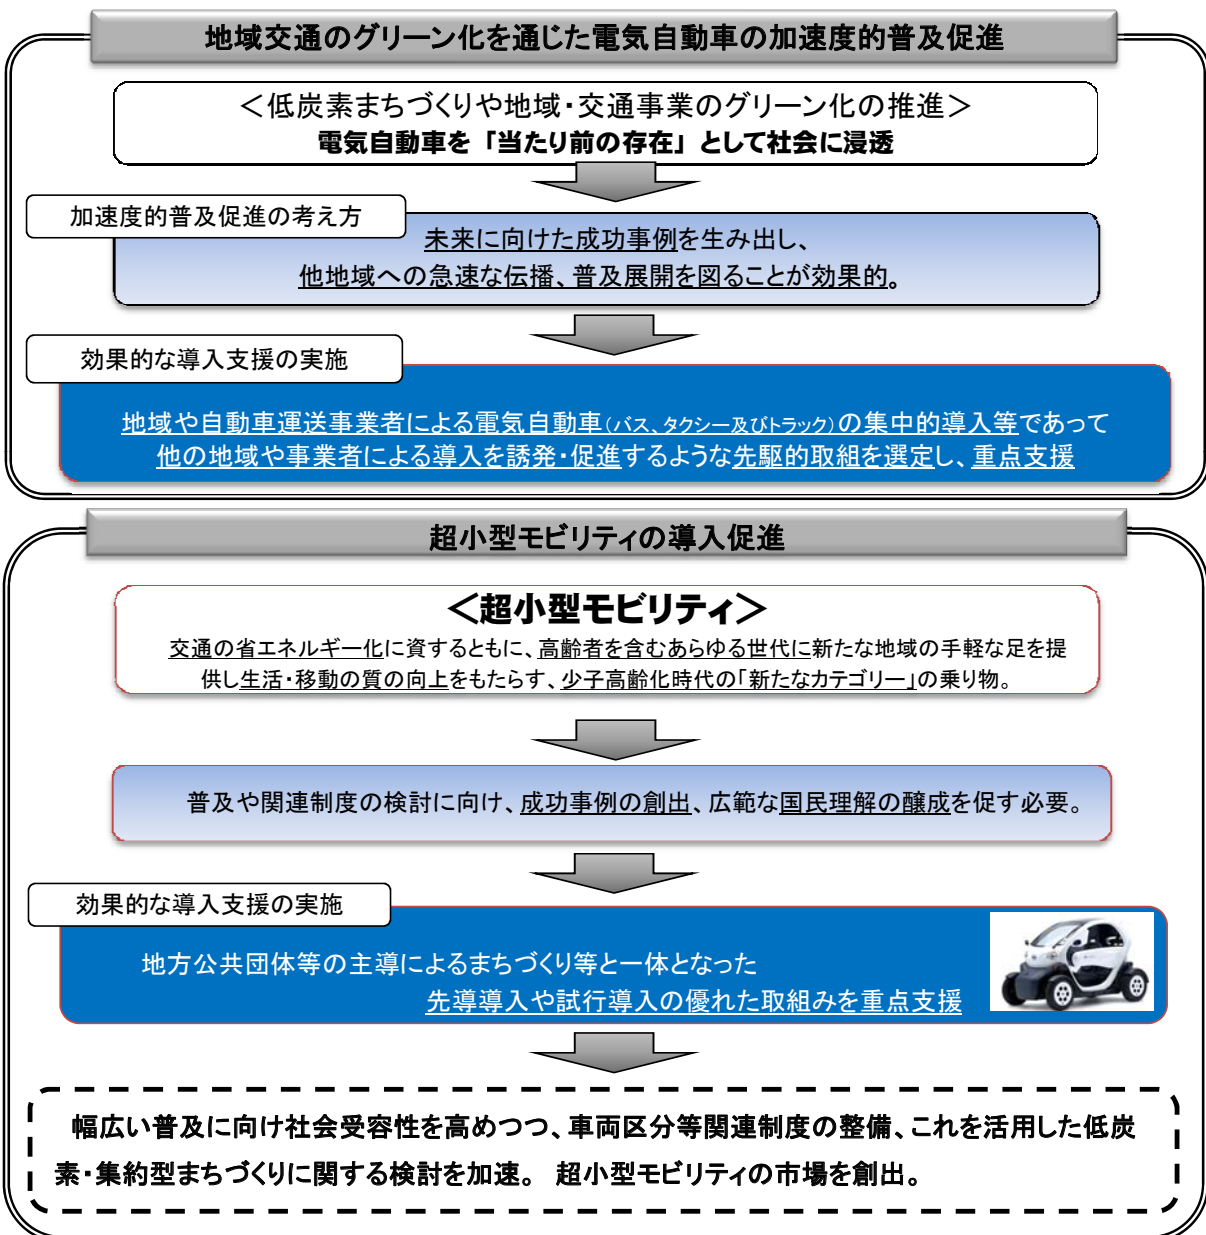 地域交通のグリーン化を通じた電気自動車の加速度的普及促進
＜低炭素まちづくりや地域・交通事業のグリーン化の推進＞
電気自動車を「当たり前の存在」として社会に浸透
加速度的普及促進の考え方
未来に向けた成功事例を生み出し、
他地域への急速な伝播、普及展開を図ることが効果的。
効果的な導入支援の実施
地域や自動車運送事業者による電気自動車（バス、タクシー及びトラック）の集中的導入等であって
他の地域や事業者による導入を誘発・促進するような先駆的取組を選定し、重点支援
超小型モビリティの導入促進
＜超小型モビリティ＞
交通の省エネルギー化に資するともに、高齢者を含むあらゆる世代に新たな地域の手軽な足を提
供し生活・移動の質の向上をもたらす、少子高齢化時代の「新たなカテゴリー」の乗り物。
普及や関連制度の検討に向け、成功事例の創出、広範な国民理解の醸成を促す必要。
効果的な導入支援の実施
地方公共団体等の主導によるまちづくり等と一体となった
先導導入や試行導入の優れた取組みを重点支援
幅広い普及に向け社会受容性を高めつつ、車両区分等関連制度の整備、これを活用した低炭
素・集約型まちづくりに関する検討を加速。 超小型モビリティの市場を創出。